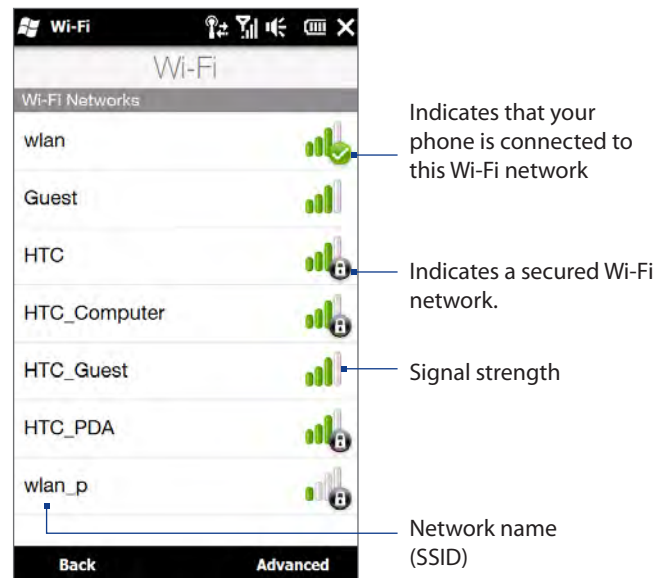 Wi-Fi
Wi-Fi
Wi-Fi Networks
wlan
Guest
HTC
HTC_Computer
HTC_Guest
HTC_PDA
wlan_p
Back
Advanced
Indicates that your
phone is connected to
this Wi-Fi network
Indicates a secured Wi-Fi
network.
Signal strength
Network name
(SSID)